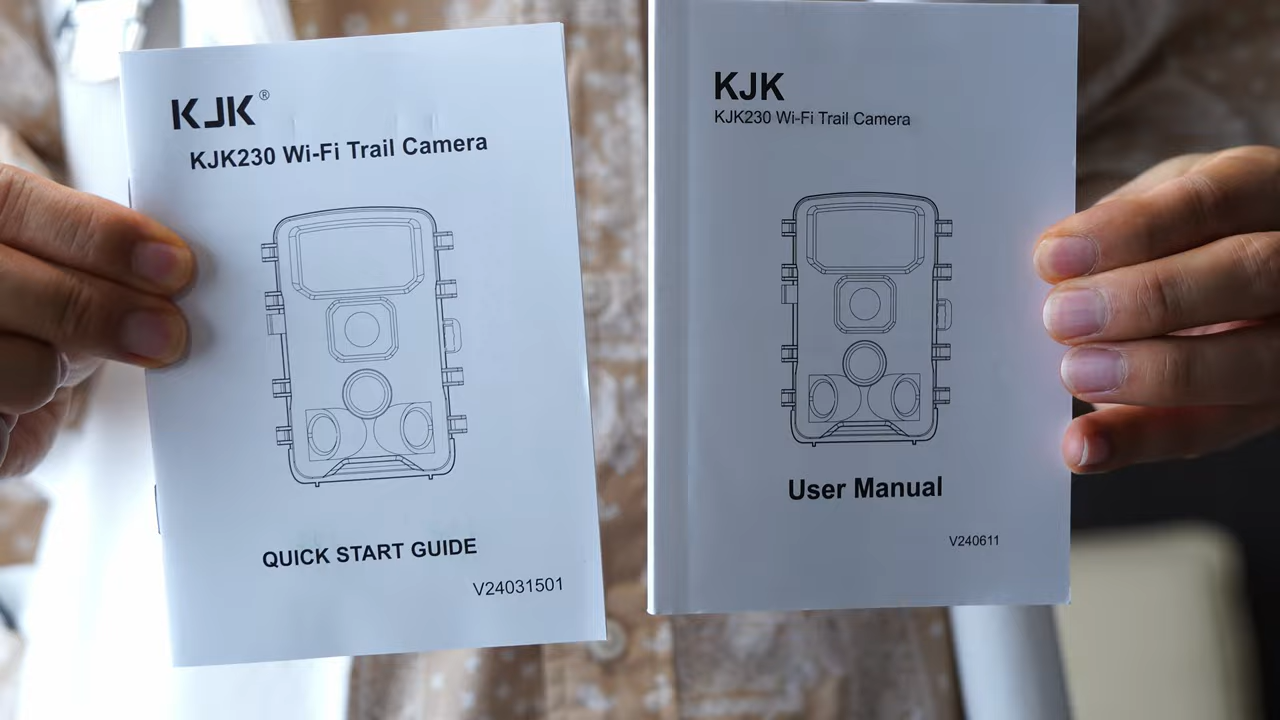 KJK®
KJK230 Wi-Fi Trail Camera
QUICK START GUIDE
V24031501
KJK
KJK230 Wi-Fi Trail Camera
User Manual
V240611